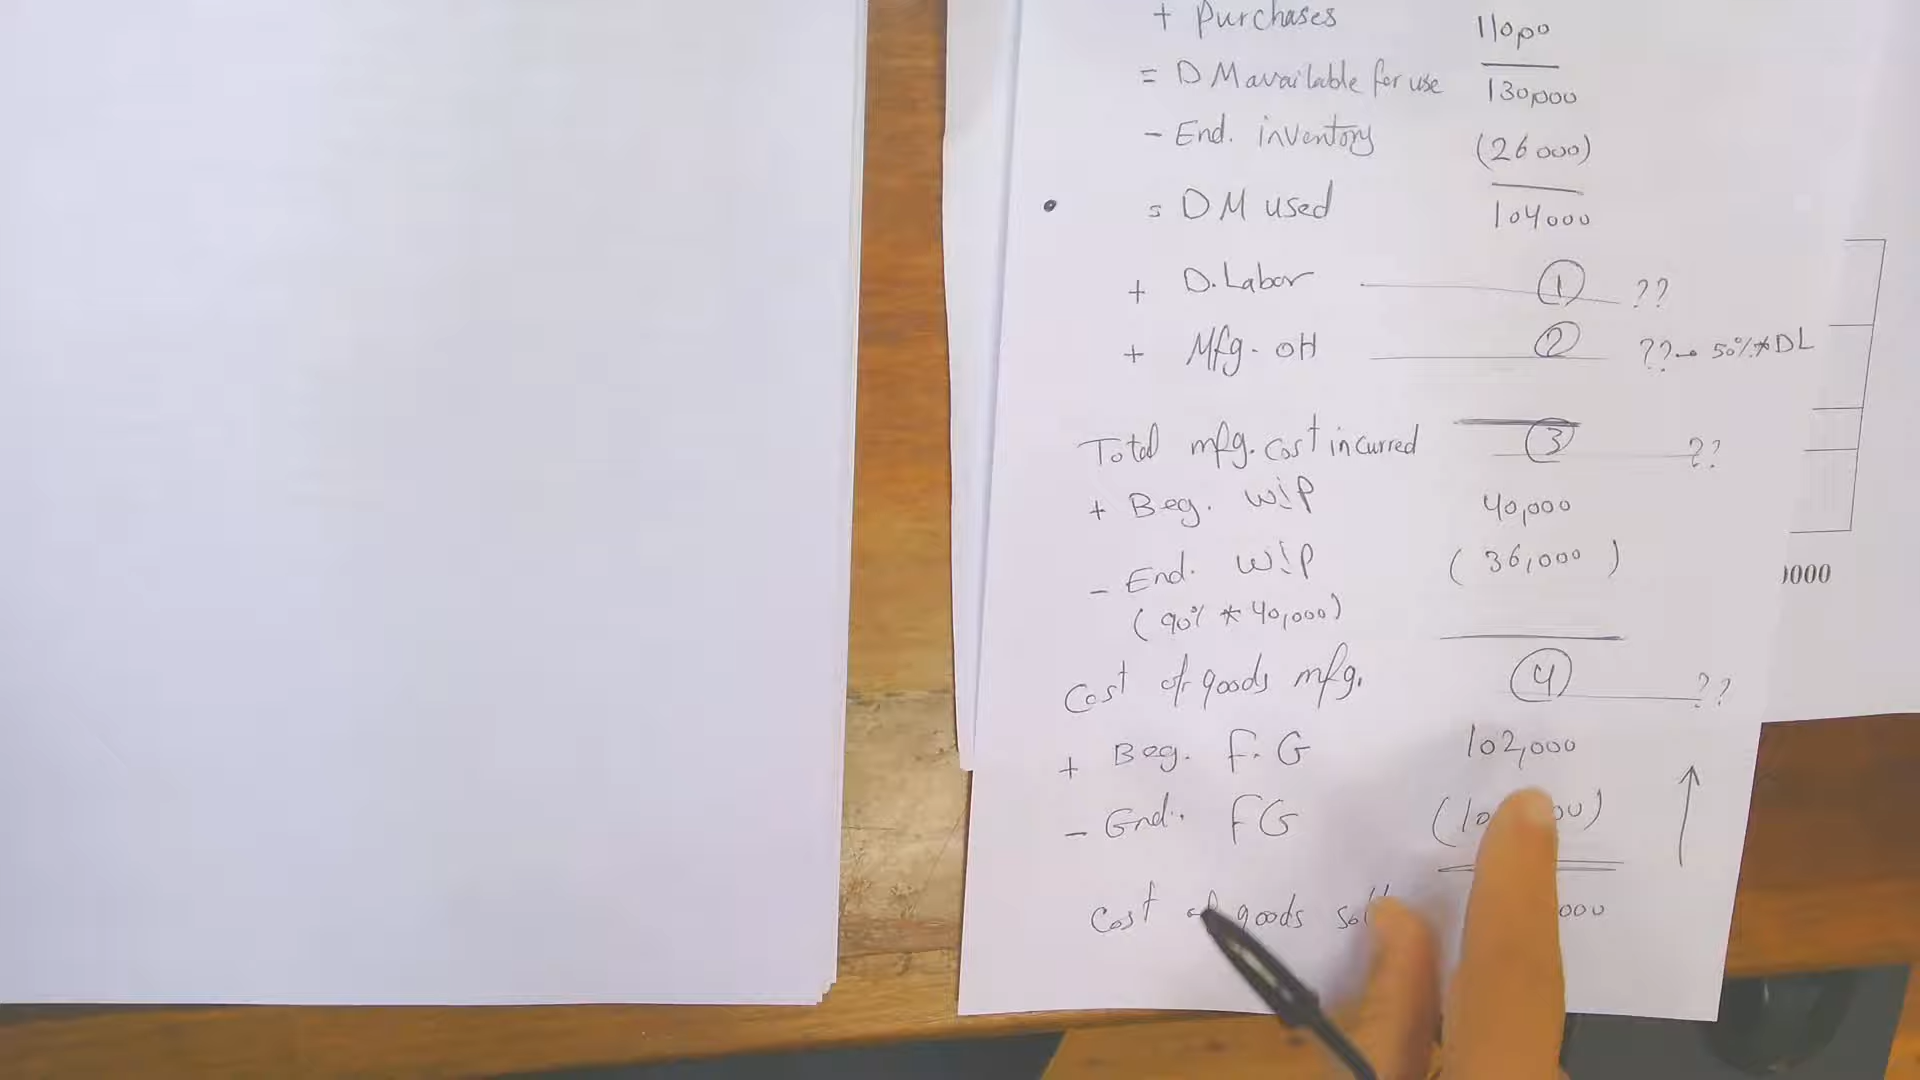 + Purchases 110,000
= DM available for use 130,000
- End. inventory (26000)
= DM used 104000
+ D. Labor ① ??
+ Mfg. OH ② ?? → 50% * DL
Total mfg. cost incurred ③ ??
+ Beg. WIP 40,000
- End. WIP (36,000)
(90% * 40,000)
Cost of goods mfg. ④ ??
+ Beg. F.G 102,000
- End. FG
Cost of goods